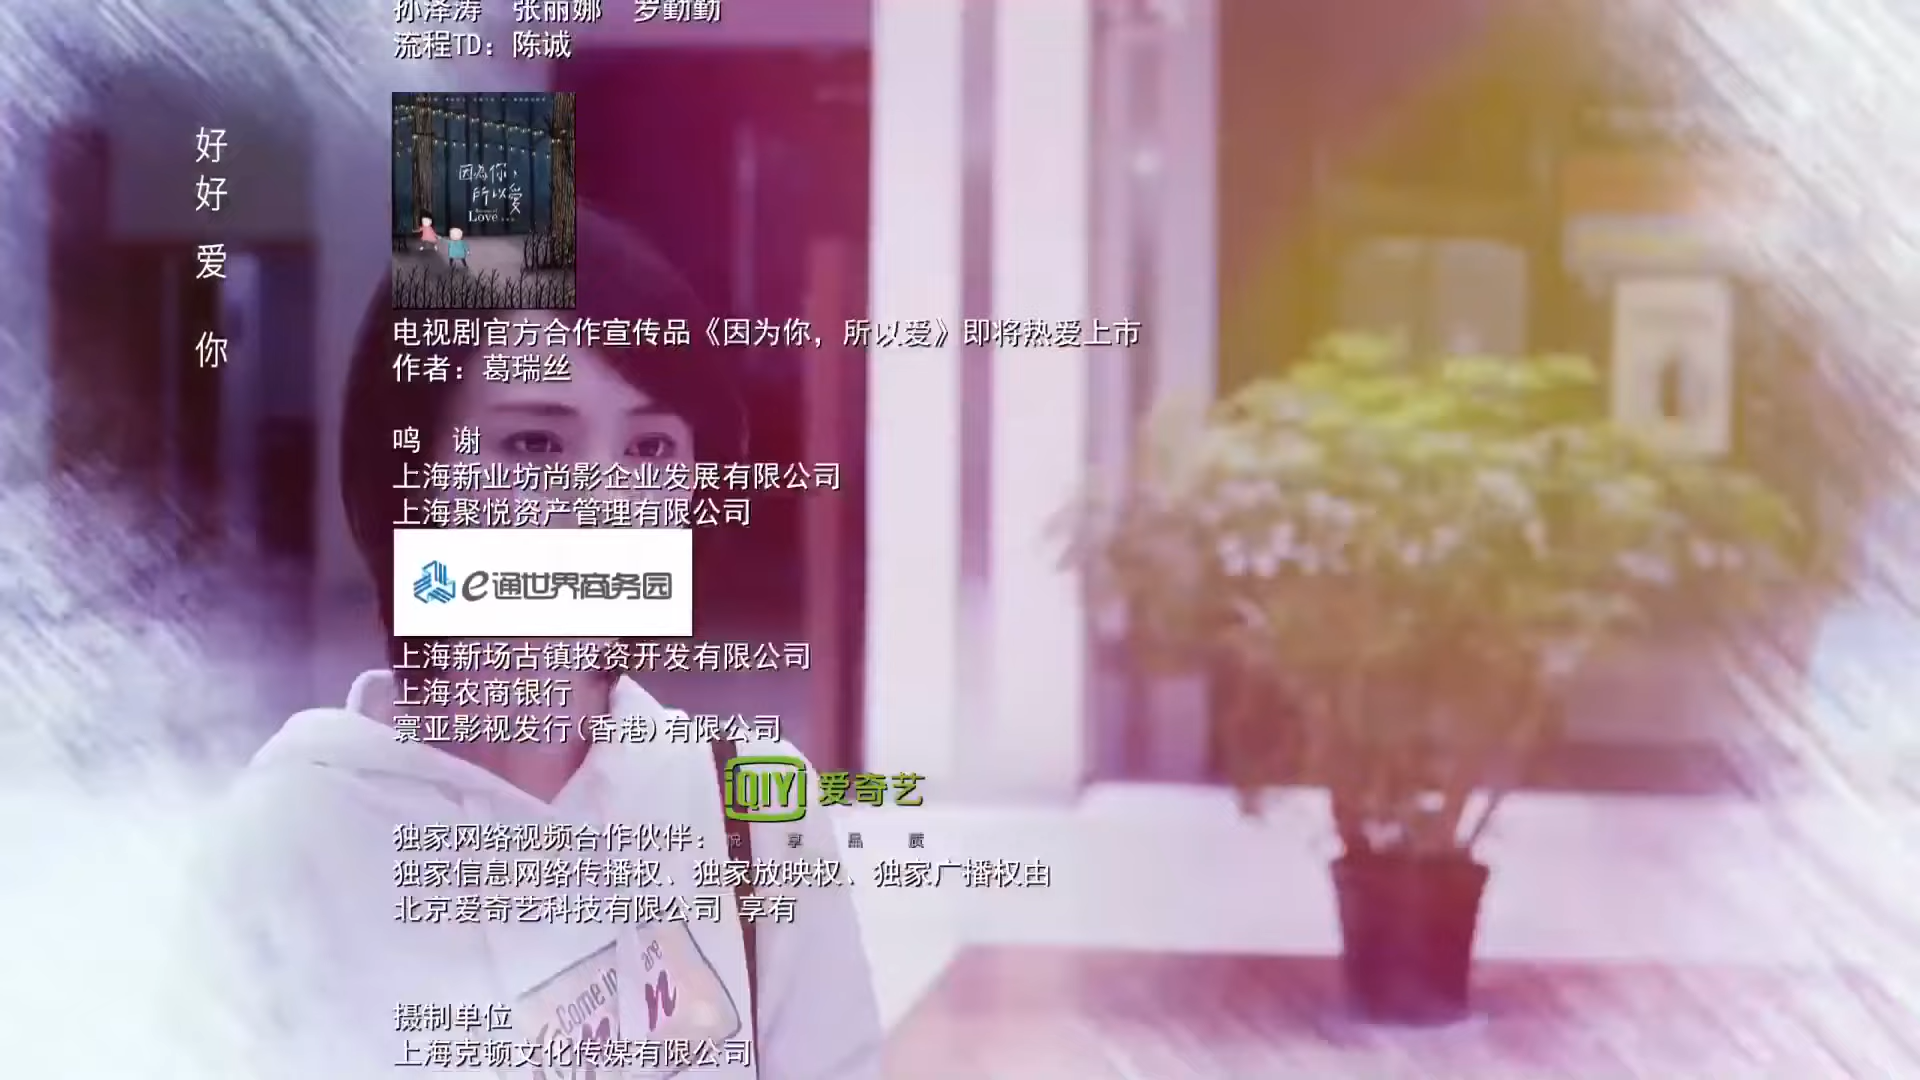 孙泽涛 张丽娜 罗勤勤
流程TD：陈诚
好好爱你
因为你，
所以爱
Love
电视剧官方合作宣传品《因为你，所以爱》即将热爱上市
作者：葛瑞丝
鸣 谢
上海新业坊尚影企业发展有限公司
上海聚悦资产管理有限公司
e通世界商务园
上海新场古镇投资开发有限公司
上海农商银行
寰亚影视发行(香港)有限公司
iQIYI 爱奇艺
悦享品质
独家网络视频合作伙伴：
独家信息网络传播权、独家放映权、独家广播权由
北京爱奇艺科技有限公司 享有
Come in
are
n
摄制单位
上海克顿文化传媒有限公司